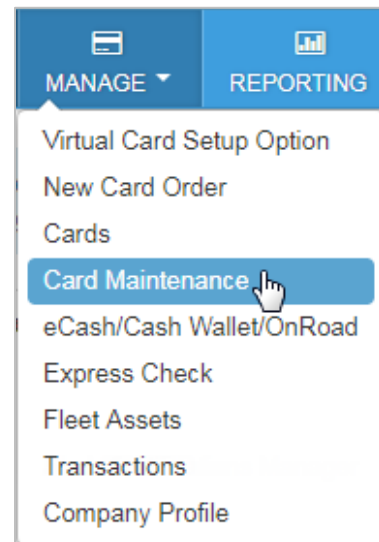 MANAGE REPORTING
Virtual Card Setup Option
New Card Order
Cards
Card Maintenance
eCash/Cash Wallet/OnRoad
Express Check
Fleet Assets
Transactions
Company Profile